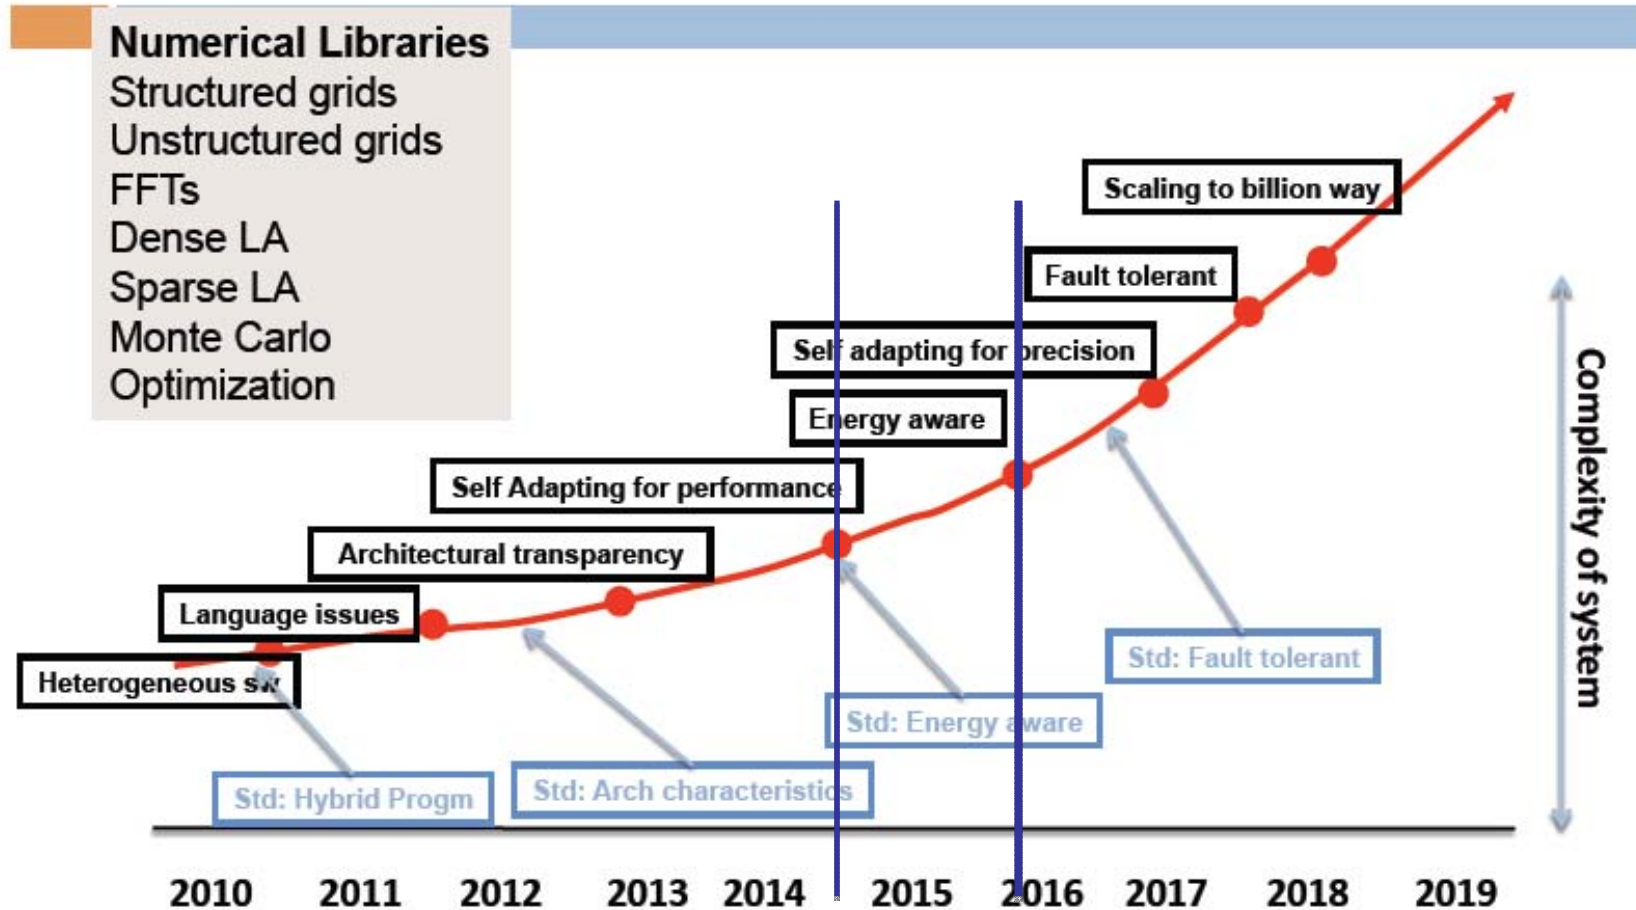 Numerical Libraries
Structured grids
Unstructured grids
FFTs
Dense LA
Sparse LA
Monte Carlo
Optimization
Scaling to billion way
Fault tolerant
Self adapting for precision
Energy aware
Self Adapting for performance
Architectural transparency
Language issues
Heterogeneous sw
Std: Fault tolerant
Std: Energy aware
Std: Arch characteristics
Std: Hybrid Progm
Complexity of system
2010 2011 2012 2013 2014 2015 2016 2017 2018 2019